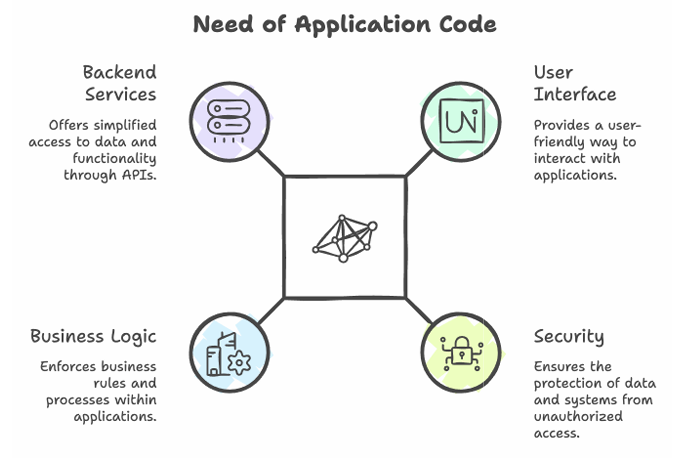 Need of Application Code
Backend
Services
Offers simplified
access to data and
functionality
through APIs.
User
Interface
Provides a user-
friendly way to
interact with
applications.
UN
Business Logic
Enforces business
rules and
processes within
applications.
Security
Ensures the
protection of data
and systems from
unauthorized
access.